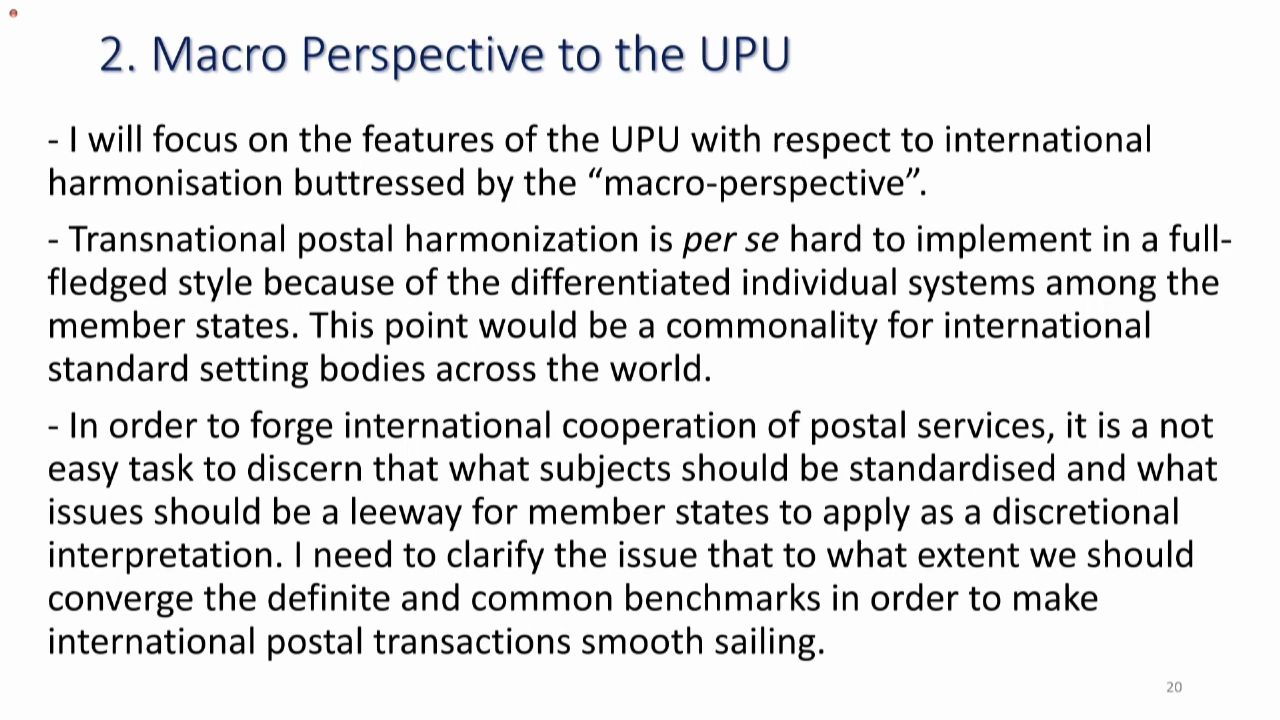 2. Macro Perspective to the UPU
- I will focus on the features of the UPU with respect to international
harmonisation buttressed by the “macro-perspective”.
- Transnational postal harmonization is per se hard to implement in a full-
fledged style because of the differentiated individual systems among the
member states. This point would be a commonality for international
standard setting bodies across the world.
- In order to forge international cooperation of postal services, it is a not
easy task to discern that what subjects should be standardised and what
issues should be a leeway for member states to apply as a discretional
interpretation. I need to clarify the issue that to what extent we should
converge the definite and common benchmarks in order to make
international postal transactions smooth sailing.
20